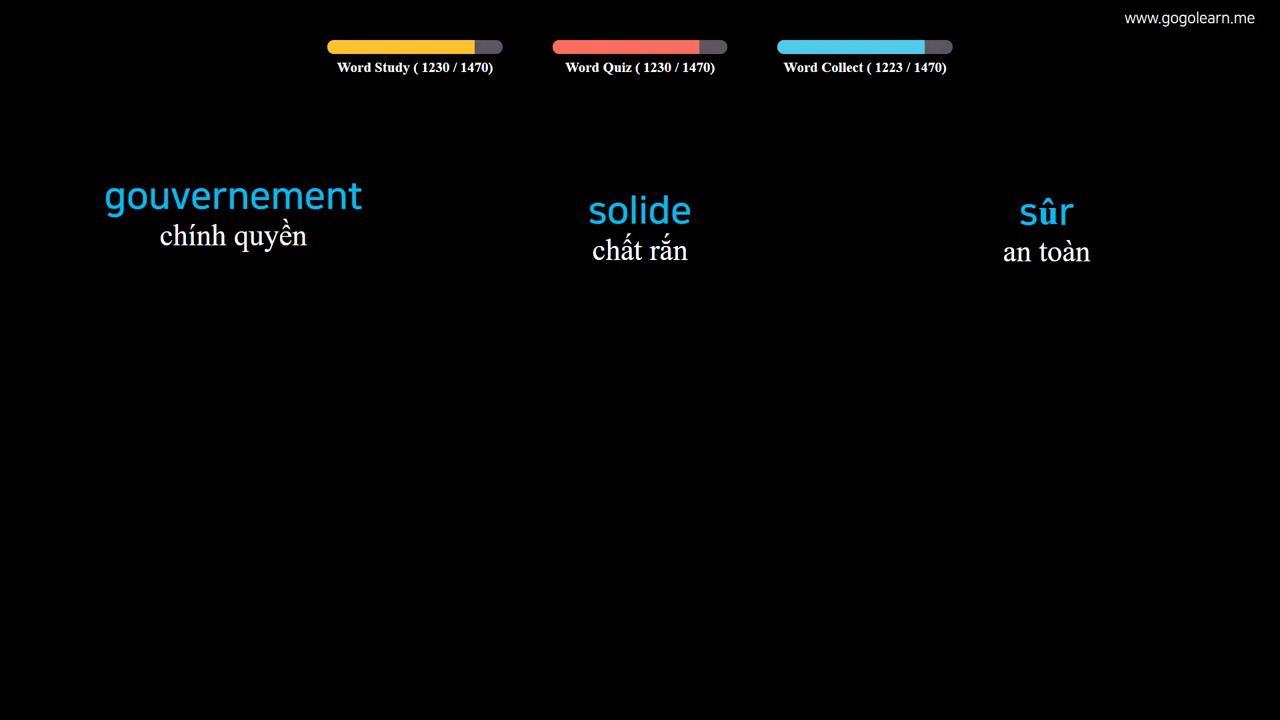 www.gogolearn.me
Word Study ( 1230 / 1470)
Word Quiz ( 1230 / 1470)
Word Collect ( 1223 / 1470)
gouvernement
chính quyền
solide
chất rắn
sûr
an toàn